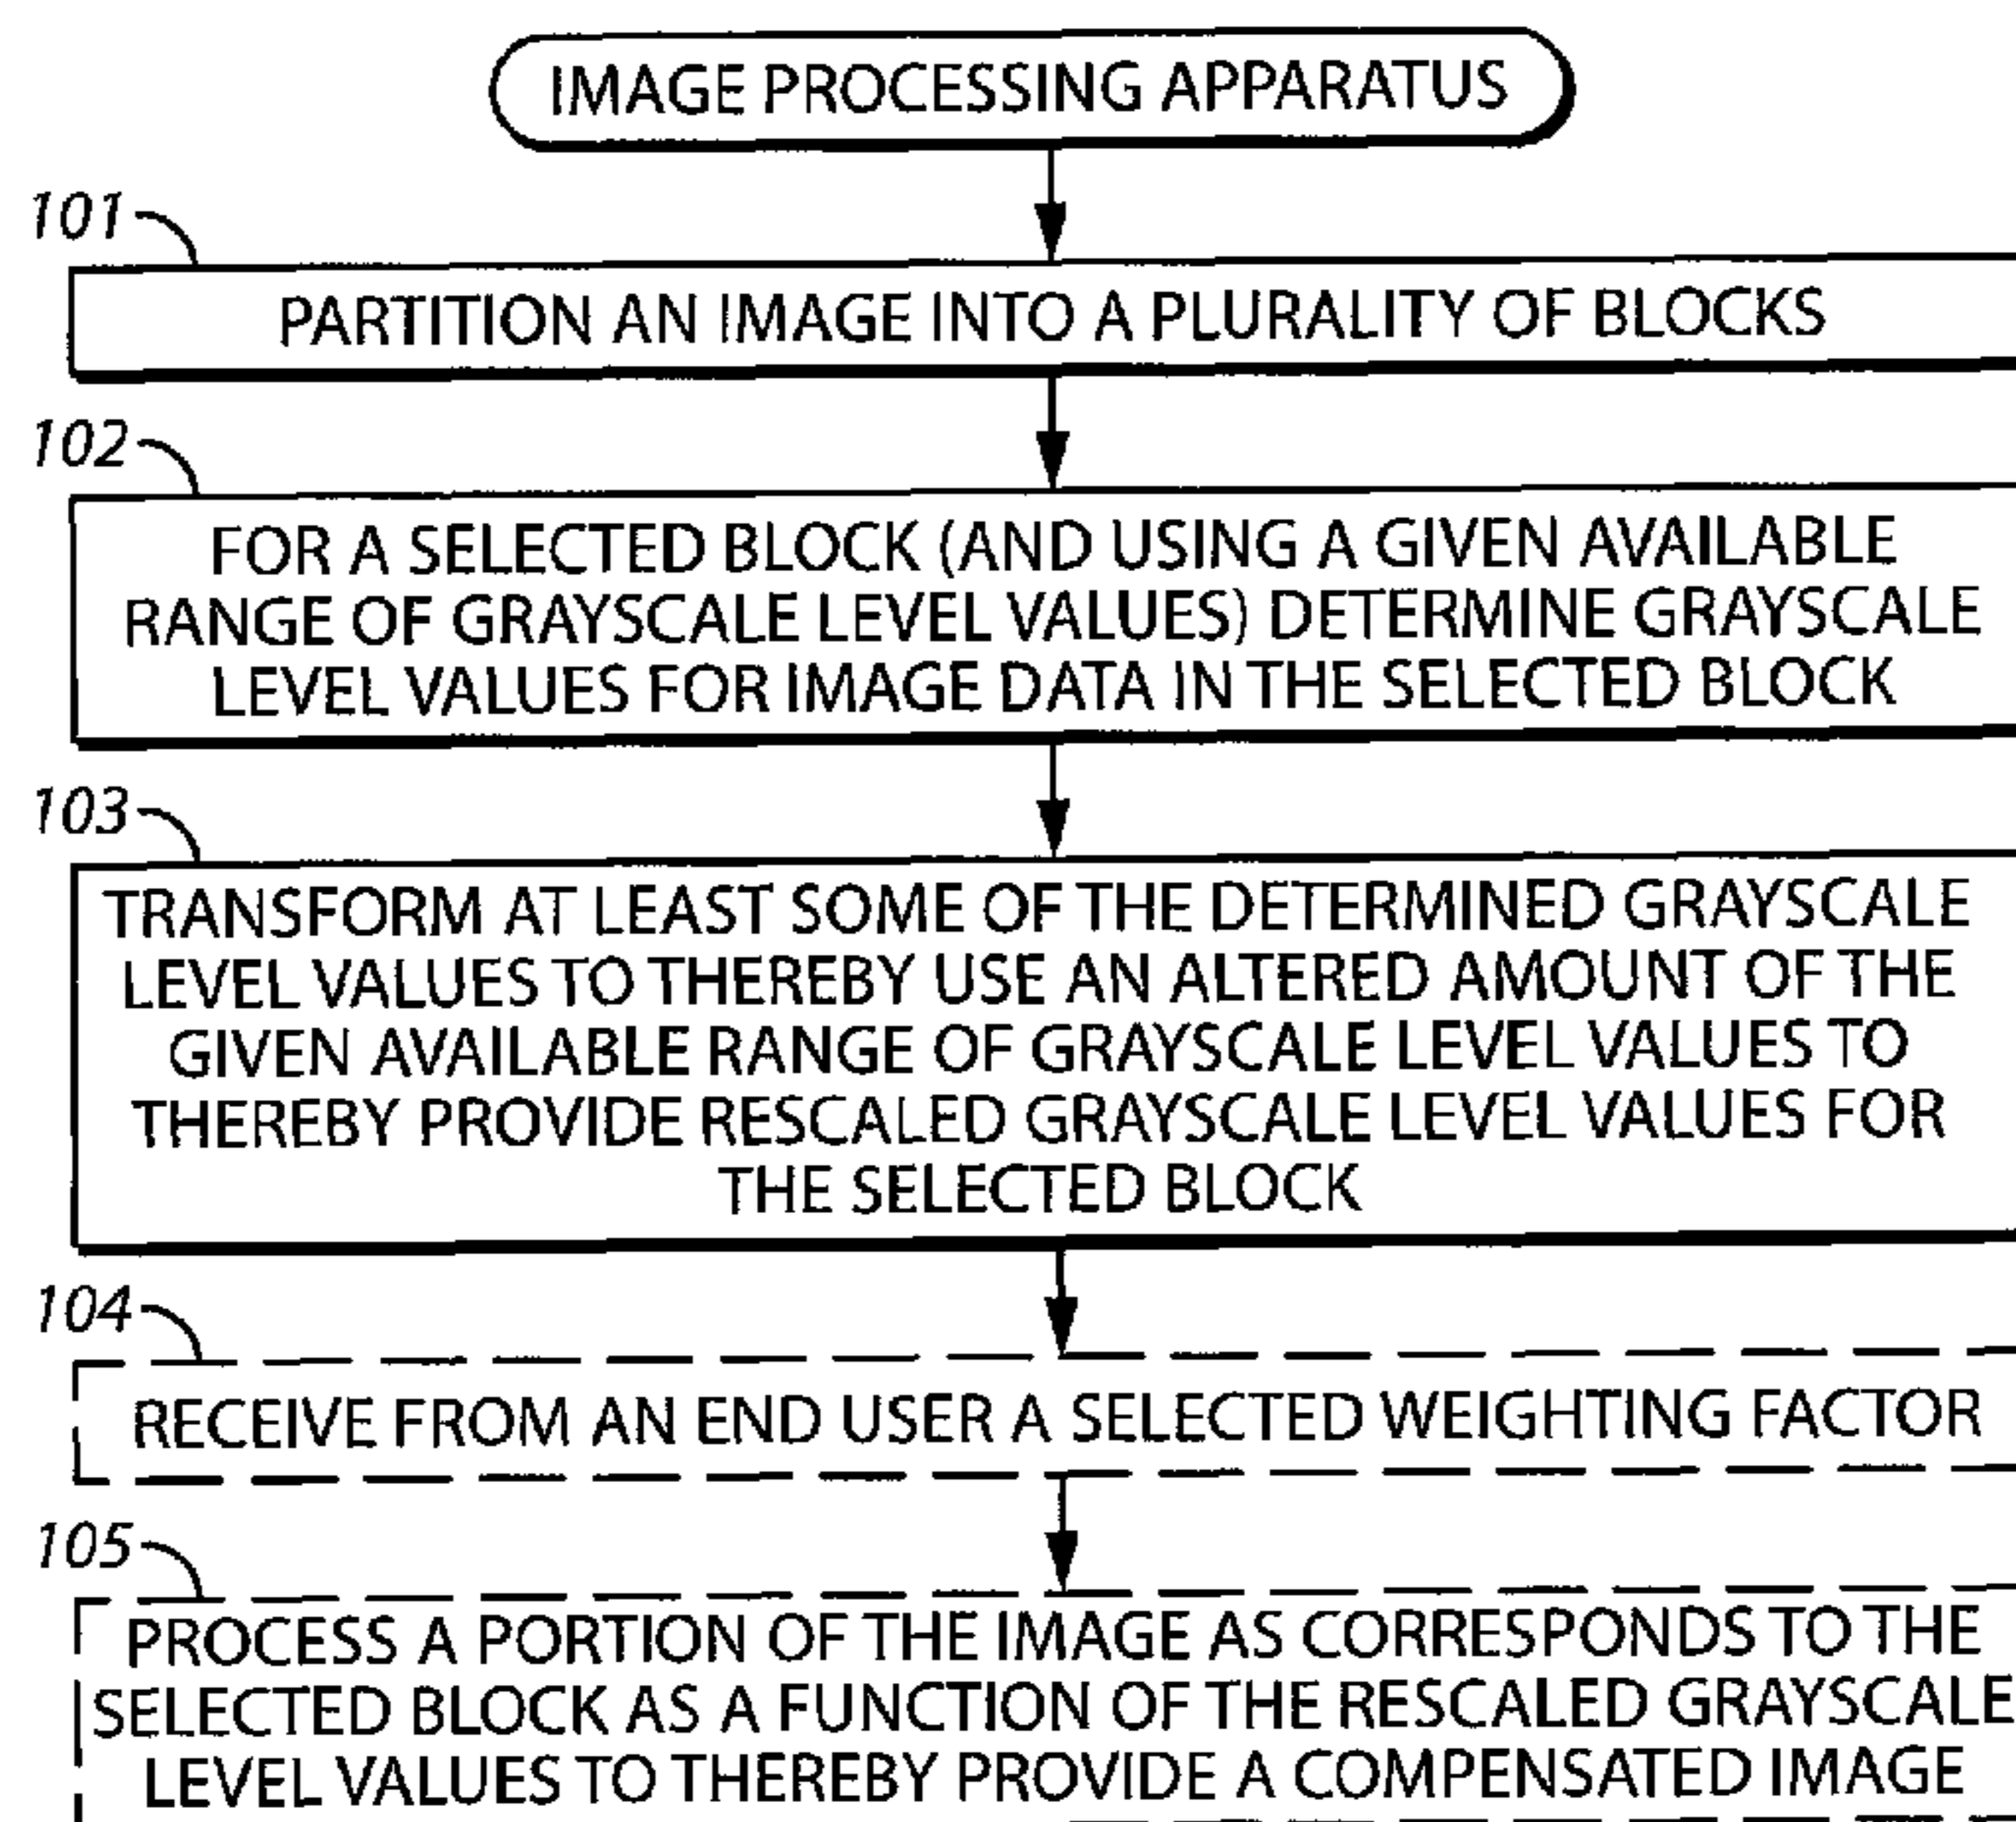 IMAGE PROCESSING APPARATUS
101
PARTITION AN IMAGE INTO A PLURALITY OF BLOCKS
102
FOR A SELECTED BLOCK (AND USING A GIVEN AVAILABLE
RANGE OF GRAYSCALE LEVEL VALUES) DETERMINE GRAYSCALE
LEVEL VALUES FOR IMAGE DATA IN THE SELECTED BLOCK
103
TRANSFORM AT LEAST SOME OF THE DETERMINED GRAYSCALE
LEVEL VALUES TO THEREBY USE AN ALTERED AMOUNT OF THE
GIVEN AVAILABLE RANGE OF GRAYSCALE LEVEL VALUES TO
THEREBY PROVIDE RESCALED GRAYSCALE LEVEL VALUES FOR
THE SELECTED BLOCK
104
RECEIVE FROM AN END USER A SELECTED WEIGHTING FACTOR
105
PROCESS A PORTION OF THE IMAGE AS CORRESPONDS TO THE
SELECTED BLOCK AS A FUNCTION OF THE RESCALED GRAYSCALE
LEVEL VALUES TO THEREBY PROVIDE A COMPENSATED IMAGE